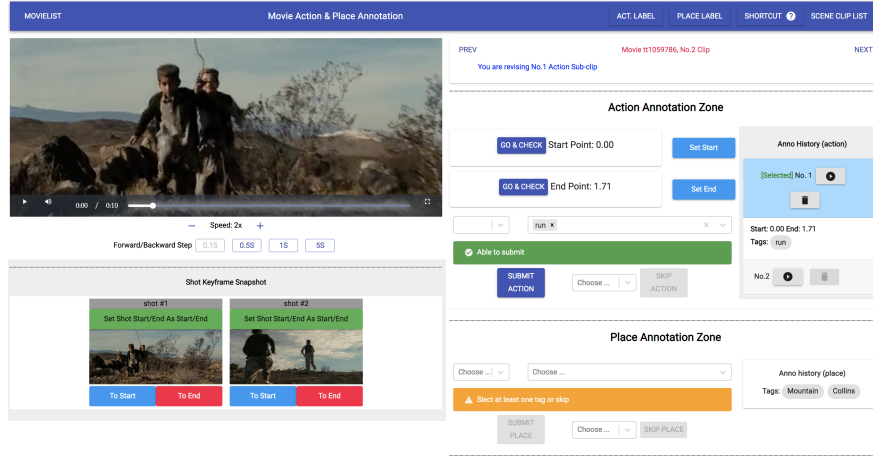 MOVIELIST
Movie Action & Place Annotation
ACT. LABEL
PLACE LABEL
SHORTCUT ?
SCENE CLIP LIST
0:00 / 0:10
Speed: 2x
Forward/Backward Step
0.1S
0.5S
1S
5S
Shot Keyframe Snapshot
shot #1
Set Shot Start/End As Start/End
To Start
To End
shot #2
Set Shot Start/End As Start/End
To Start
To End
PREV
Movie tt1059786, No.2 Clip
NEXT
You are revising No.1 Action Sub-clip
Action Annotation Zone
GO & CHECK Start Point: 0.00
Set Start
GO & CHECK End Point: 1.71
Set End
run ×
Able to submit
SUBMIT
ACTION
Choose ...
SKIP
ACTION
Anno History (action)
[Selected] No. 1
Start: 0.00 End: 1.71
Tags: run
No.2
Place Annotation Zone
Choose ...
Choose ...
Slect at least one tag or skip
SUBMIT
PLACE
Choose ...
SKIP PLACE
Anno history (place)
Tags: Mountain Collins